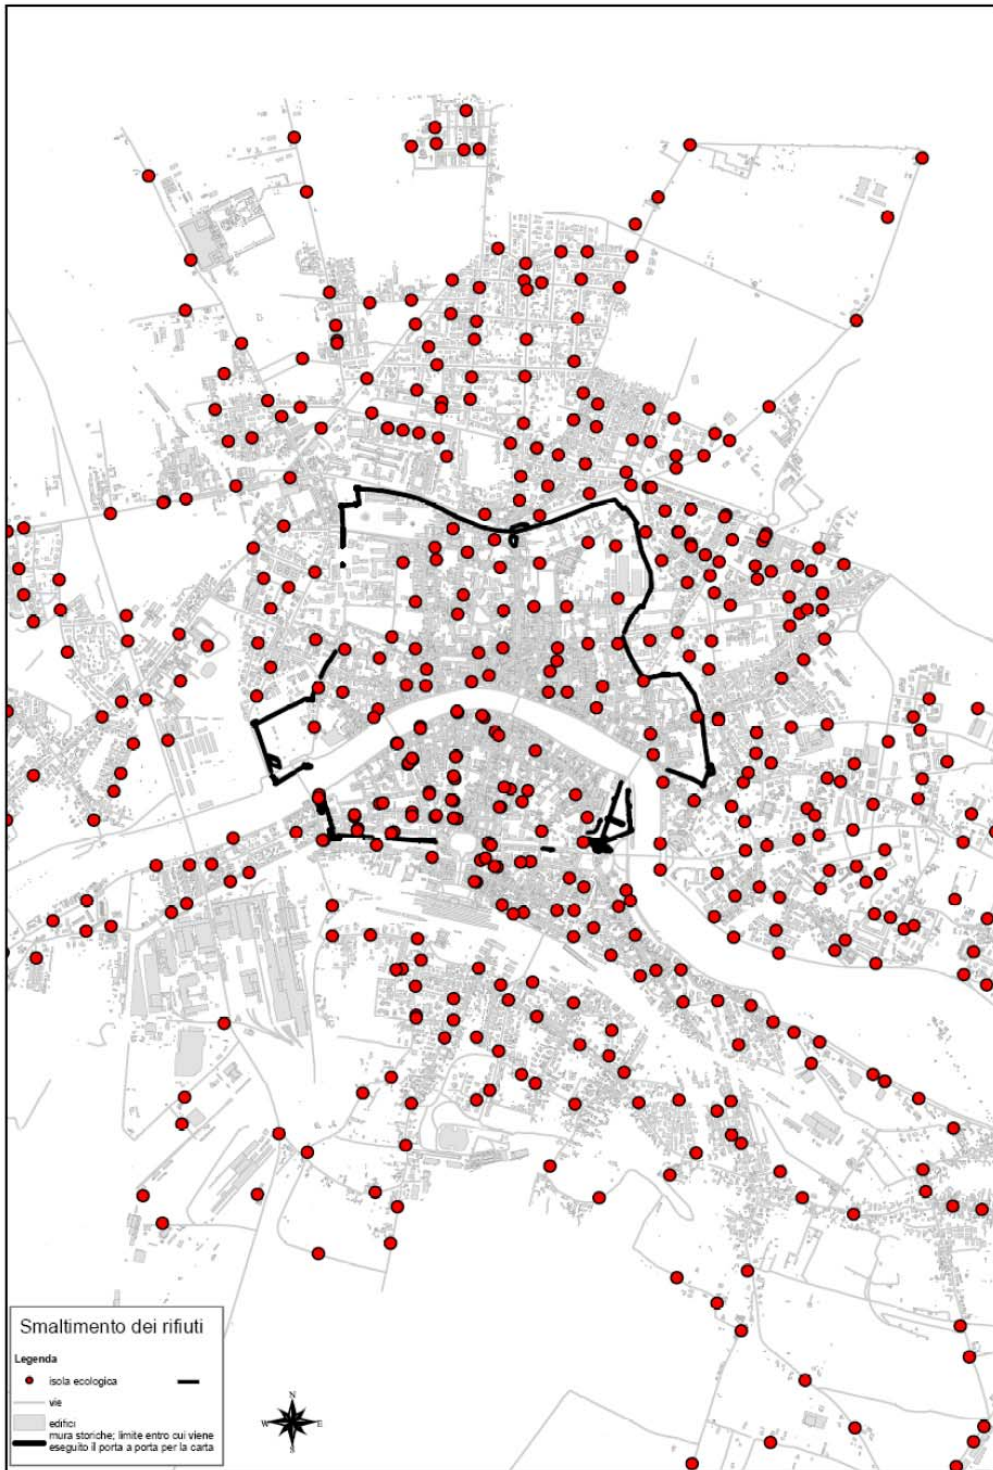 Smaltimento dei rifiuti
Legenda
isola ecologica
vie
edifici
mura storiche; limite entro cui viene
eseguito il porta a porta per la carta
N
W E
S